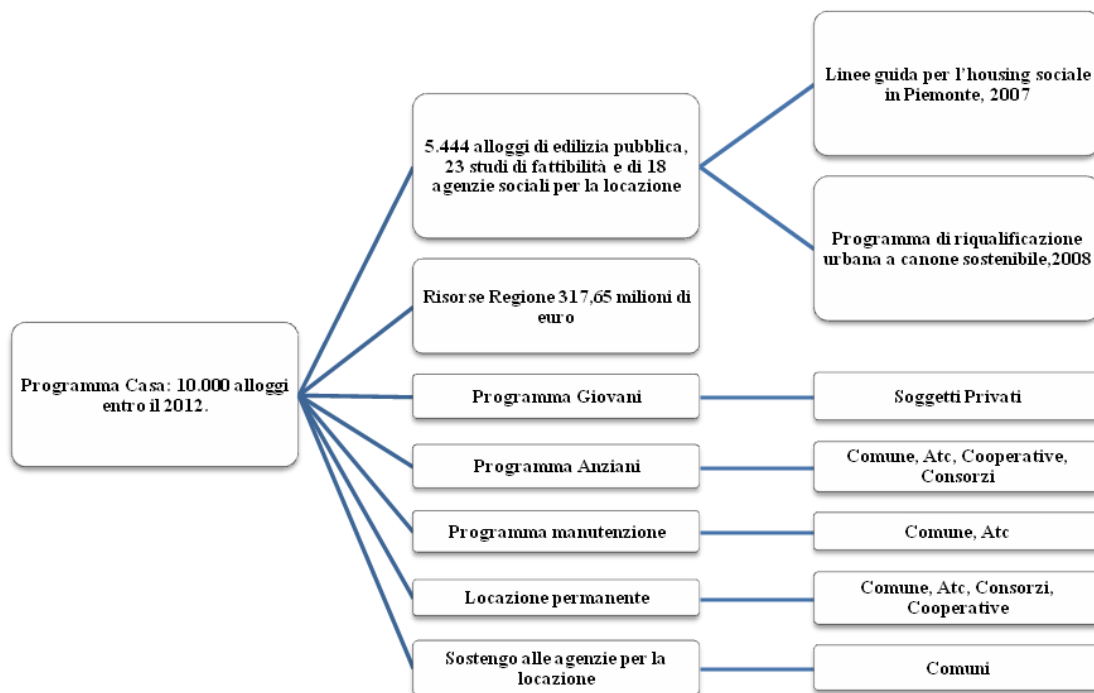 Programma Casa: 10.000 alloggi
entro il 2012.
5.444 alloggi di edilizia pubblica,
23 studi di fattibilità e di 18
agenzie sociali per la locazione
Linee guida per l'housing sociale
in Piemonte, 2007
Programma di riqualificazione
urbana a canone sostenibile,2008
Risorse Regione 317,65 milioni di
euro
Programma Giovani
Soggetti Privati
Programma Anziani
Comune, Atc, Cooperative,
Consorzi
Programma manutenzione
Comune, Atc
Locazione permanente
Comune, Atc, Consorzi,
Cooperative
Sostengo alle agenzie per la
locazione
Comuni